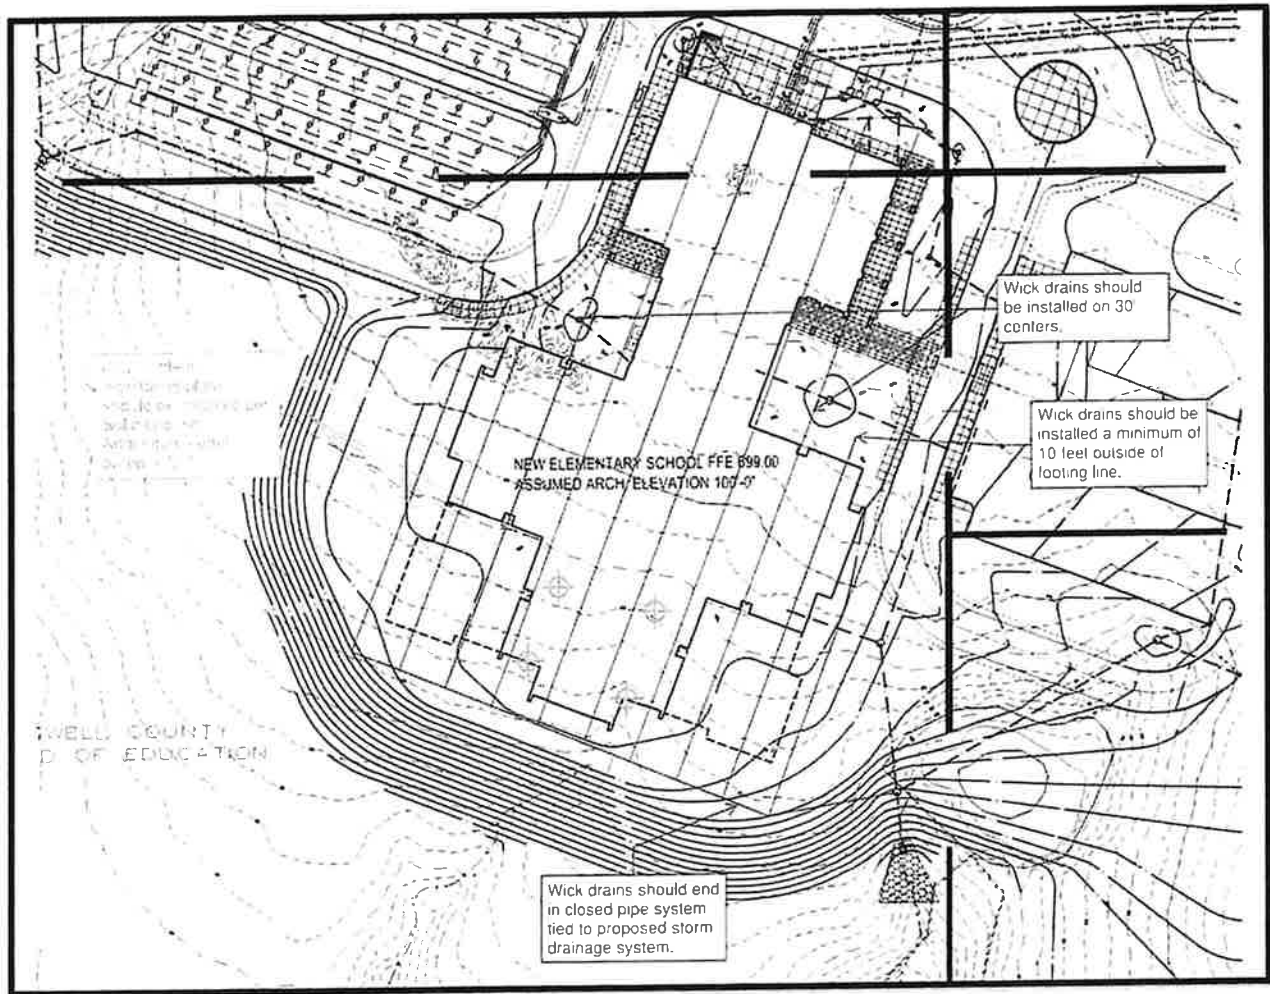 Wick drains should
be installed on 30'
centers.
Wick drains should be
installed a minimum of
10 feet outside of
footing line.
NEW ELEMENTARY SCHOOL FFE 699.00
ASSUMED ARCH. ELEVATION 100'-0"
WELL COUNTY
D OF EDUCATION
Wick drains should end
in closed pipe system
tied to proposed storm
drainage system.